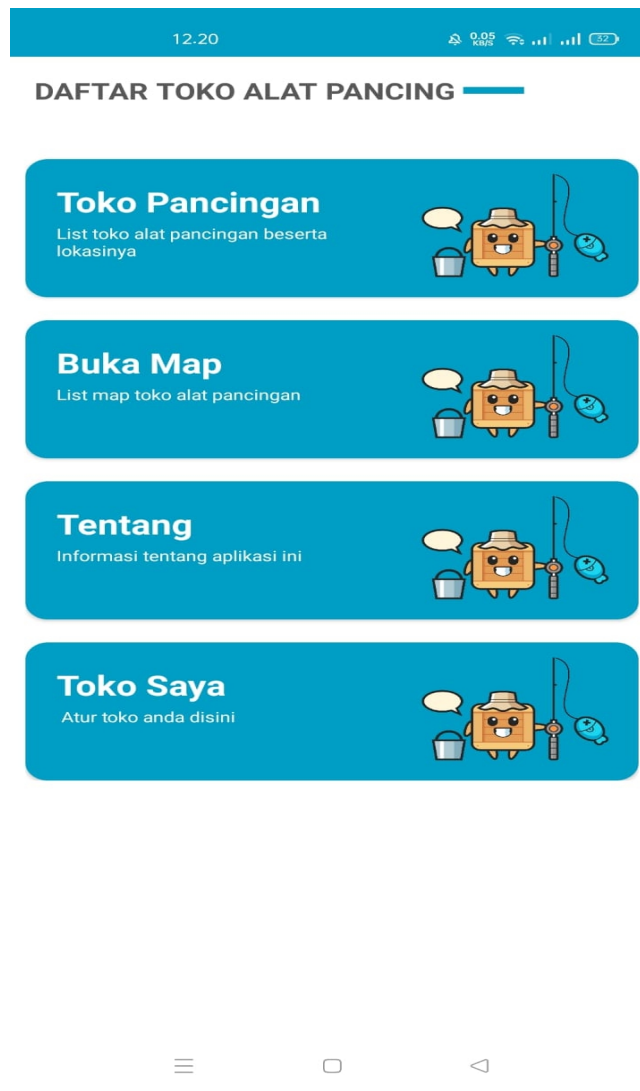 12.20
0.05
KB/S
32
DAFTAR TOKO ALAT PANCING
Toko Pancingan
List toko alat pancingan beserta
lokasinya
Buka Map
List map toko alat pancingan
Tentang
Informasi tentang aplikasi ini
Toko Saya
Atur toko anda disini